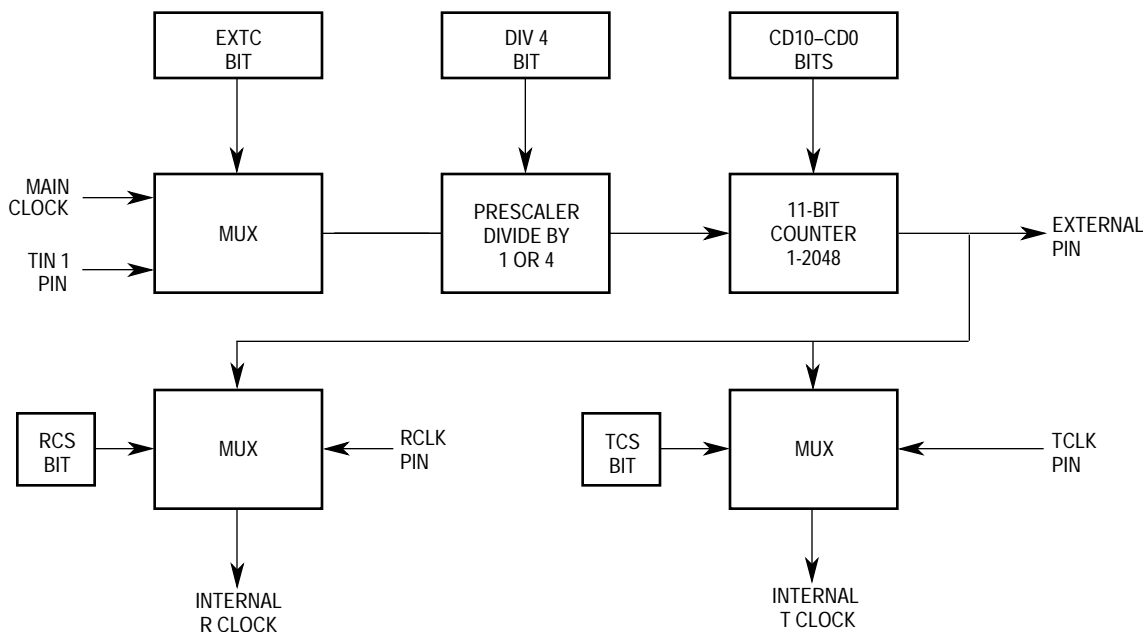 EXTC
BIT
DIV 4
BIT
CD10–CD0
BITS
MAIN
CLOCK
TIN 1
PIN
MUX
PRESCALER
DIVIDE BY
1 OR 4
11-BIT
COUNTER
1-2048
EXTERNAL
PIN
RCS
BIT
MUX
RCLK
PIN
TCS
BIT
MUX
TCLK
PIN
INTERNAL
R CLOCK
INTERNAL
T CLOCK